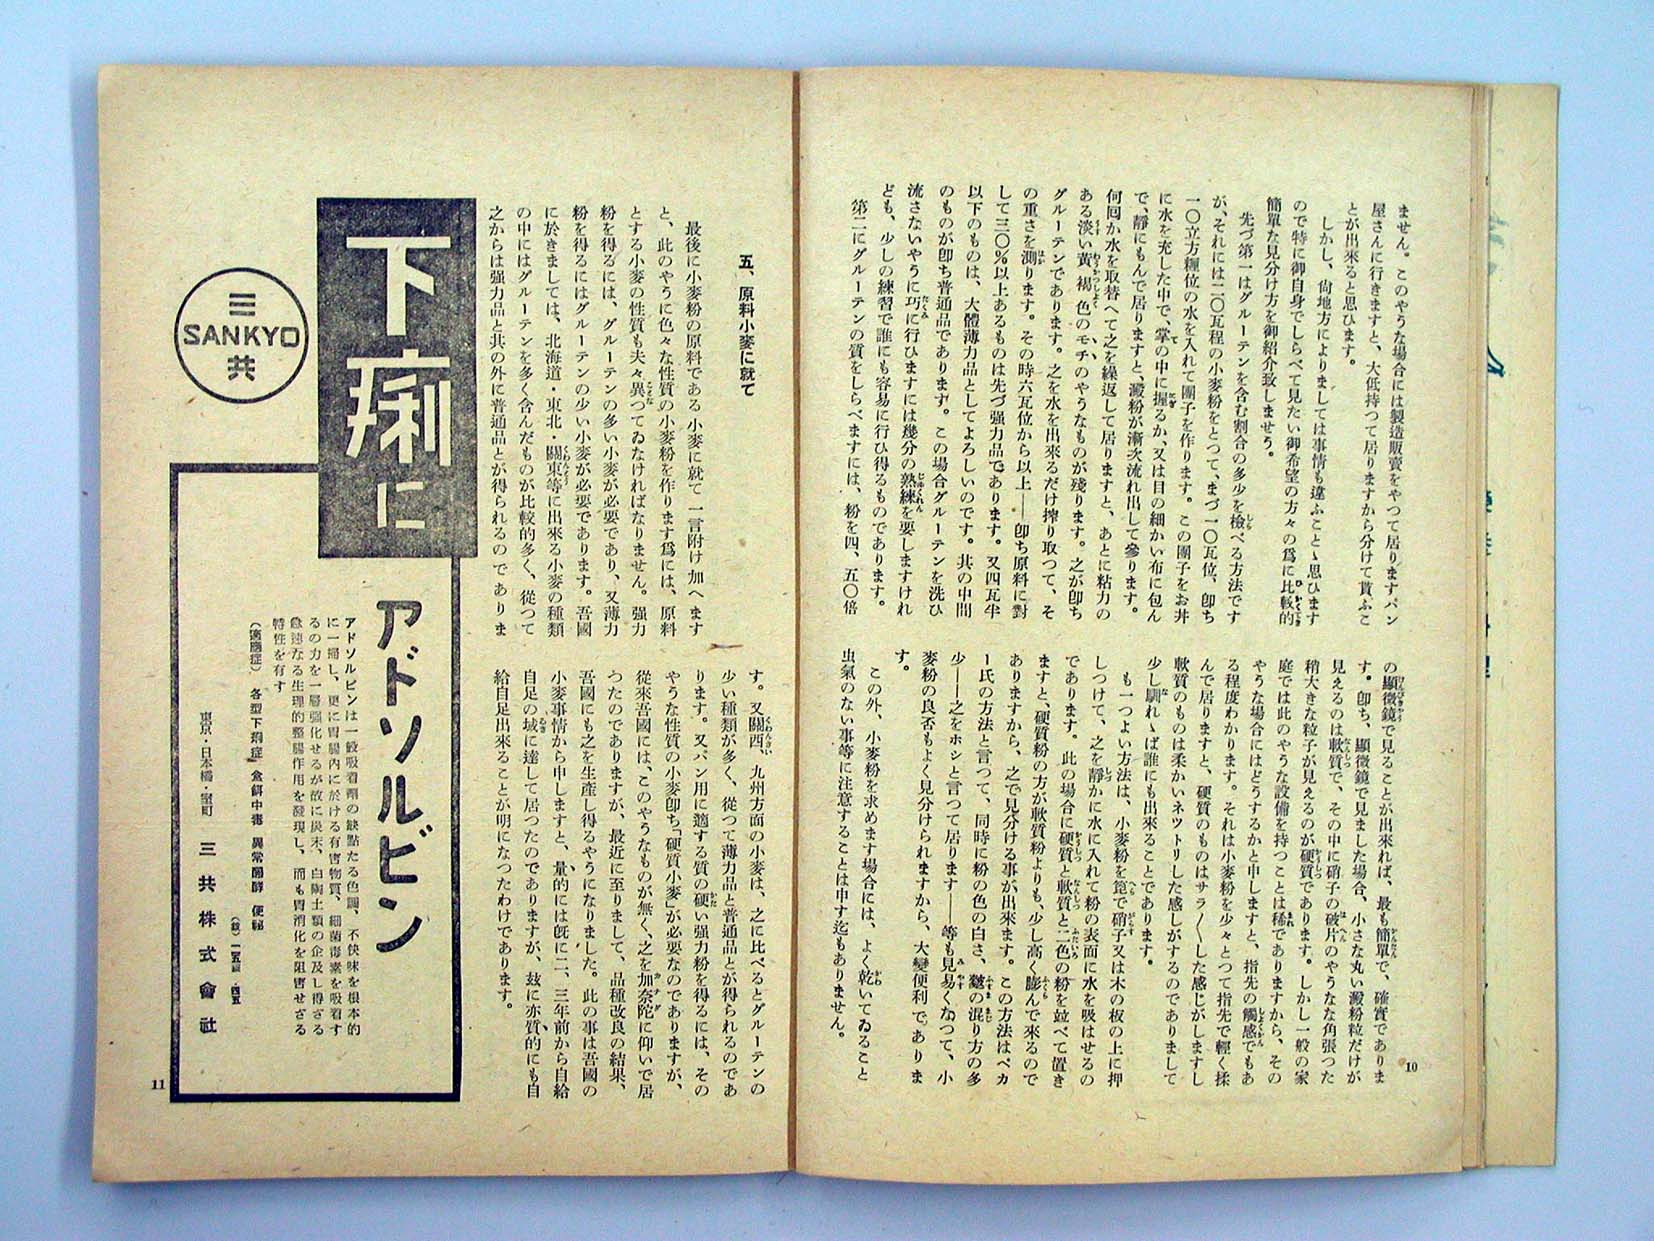 ません。このやうな場合には製造販賣をやつて居りますパン
屋さんに行きますと、大低持つて居りますから分けて貰ふこ
とが出來ると思ひます。
しかし、尙地方によりましては事情も違ふことゝ思ひます
ので特に御自身でしらべて見たい御希望の方々の爲に比較的
簡單な見分け方を御紹介致しませう。
先づ第一はグルーテンを含む割合の多少を檢べる方法です
が、それには二〇瓦程の小麥粉をとつて、まづ一〇瓦位、卽ち
一〇立方糎位の水を入れて團子を作ります。この團子をお井
に水を充した中で、掌の中に握るか、又は目の細かい布に包ん
で、靜にもんで居りますと、澱粉が漸次流れ出して參ります。
何回か水を取替へて之を繰返して居りますと、あとに粘力の
ある淡い黃褐色のモチのやうなものが殘ります。之が卽ち
グルーテンであります。之を水を出來るだけ搾り取つて、そ
の重さを測ります。その時六瓦位から以上――卽ち原料に對
して三〇%以上あるものは先づ强力品であります。又四瓦半
以下のものは、大體薄力品としてよろしいのです。共の中間
のものが卽ち普通品であります。この場合グルーテンを洗ひ
流さないやうに巧に行ひますには幾分の熟練を要しますけれ
ども、少しの練習で誰にも容易に行ひ得るものであります。
第二にグルーテンの質をしらべますには、粉を四、五〇倍
の顯微鏡で見ることが出來れば、最も簡單で、確實でありま
す。卽ち、顯微鏡で見ました場合、小さな丸い澱粉粒だけが
見えるのは軟質で、その中に硝子の破片のやうな角張つた
稍大きな粒子が見えるのが硬質であります。しかし一般の家
庭では此のやうな設備を持つことは稀でありますから、その
やうな場合にはどうするかと申しますと、指先の觸感でもあ
る程度わかります。それは小麥粉を少々とつて指先で輕く揉
んで居りますと、硬質のものはサラ〱した感じがしますし
軟質のものは柔かいネツトリした感じがするのでありまして
少し馴れゝば誰にも出來ることであります。
も一つよい方法は、小麥粉を箆で硝子又は木の板の上に押
しつけて、之を靜かに水に入れて粉の表面に水を吸はせるの
であります。此の場合に硬質と軟質と二色の粉を竝べて置き
ますと、硬質粉の方が軟質粉よりも、少し高く膨んで來るので
ありますから、之で見分ける事が出來ます。この方法はペカ
ー氏の方法と言つて、同時に粉の色の白さ、麬の混り方の多
少――之をホシと言つて居ります――等も見易くなつて、小
麥粉の良否もよく見分けられますから、大變便利でありま
す。
この外、小麥粉を求めます場合には、よく乾いてゐること
虫氣のない事等に注意することは申す迄もありません。
10
五、原料小麥に就て
最後に小麥粉の原料である小麥に就て一言附け加へます
と、此のやうに色々な性質の小麥粉を作ります爲には、原料
とする小麥の性質も夫々異つてゐなければなりません。强力
粉を得るには、グルーテンの多い小麥が必要であり、又薄力
粉を得るにはグルーテンの少い小麥が必要であります。吾國
に於きましては、北海道・東北・關東等に出來る小麥の種類
の中にはグルーテンを多く含んだものが比較的多く、從つて
之からは强力品と其の外に普通品とが得られるのでありま
す。又關西、九州方面の小麥は、之に比べるとグルーテンの
少い種類が多く、從つて薄力品と普通品とが得られるのであ
ります。又パン用に適する質の硬い强力粉を得るには、その
やうな性質の小麥卽ち「硬質小麥」が必要なのでありますが、
從來吾國には、このやうなものが無く、之を加奈陀に仰いで居
つたのでありますが、最近に至りまして、品種改良の結果、
吾國にも之を生產し得るやうになりました。此の事は吾國の
小麥事情から申しますと、量的には旣に二、三年前から自給
自足の域に達して居つたのでありますが、玆に亦質的にも自
給自足出來ることが明になつたわけであります。
下痢に
アドソルビン
アドソルビンは一般吸着劑の缺點たる色調、不快味を根本的
に一掃し、更に胃腸內に於ける有害物質、細菌毒素を吸着す
るの力を一層强化せるが故に炭末、白陶土類の企及し得ざる
急速なる生理的整腸作用を發現し、而も胃消化を阻害せざる
特性を有す
(適應症) 各型下痢症 食餌中毒 異常醱酵 便祕
東京・日本橋・室町 三共株式會社
三
SANKYO
共
11